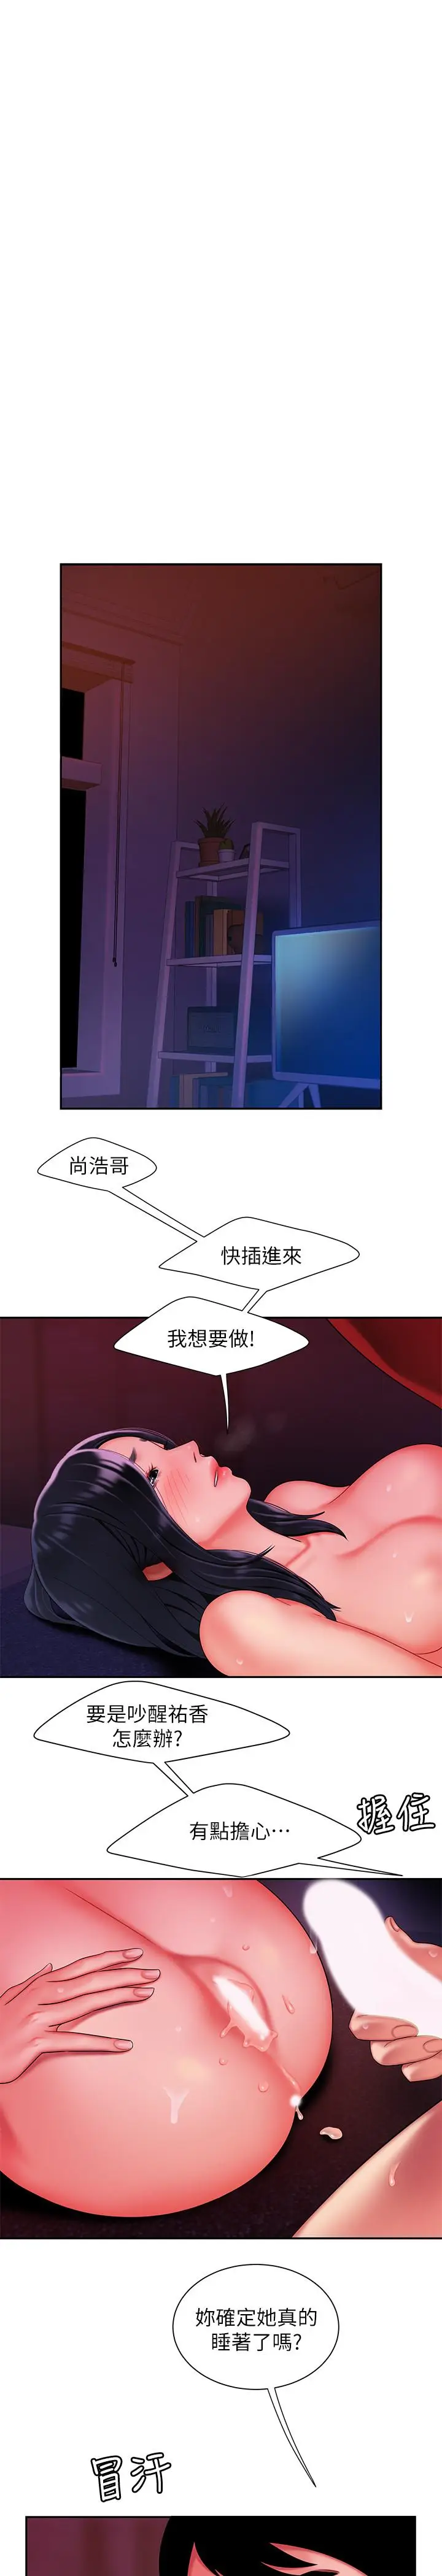 尚浩哥
快插進來
我想要做!
要是吵醒祐香
怎麼辦?
有點擔心…
握住
妳確定她真的
睡著了嗎?
冒汗